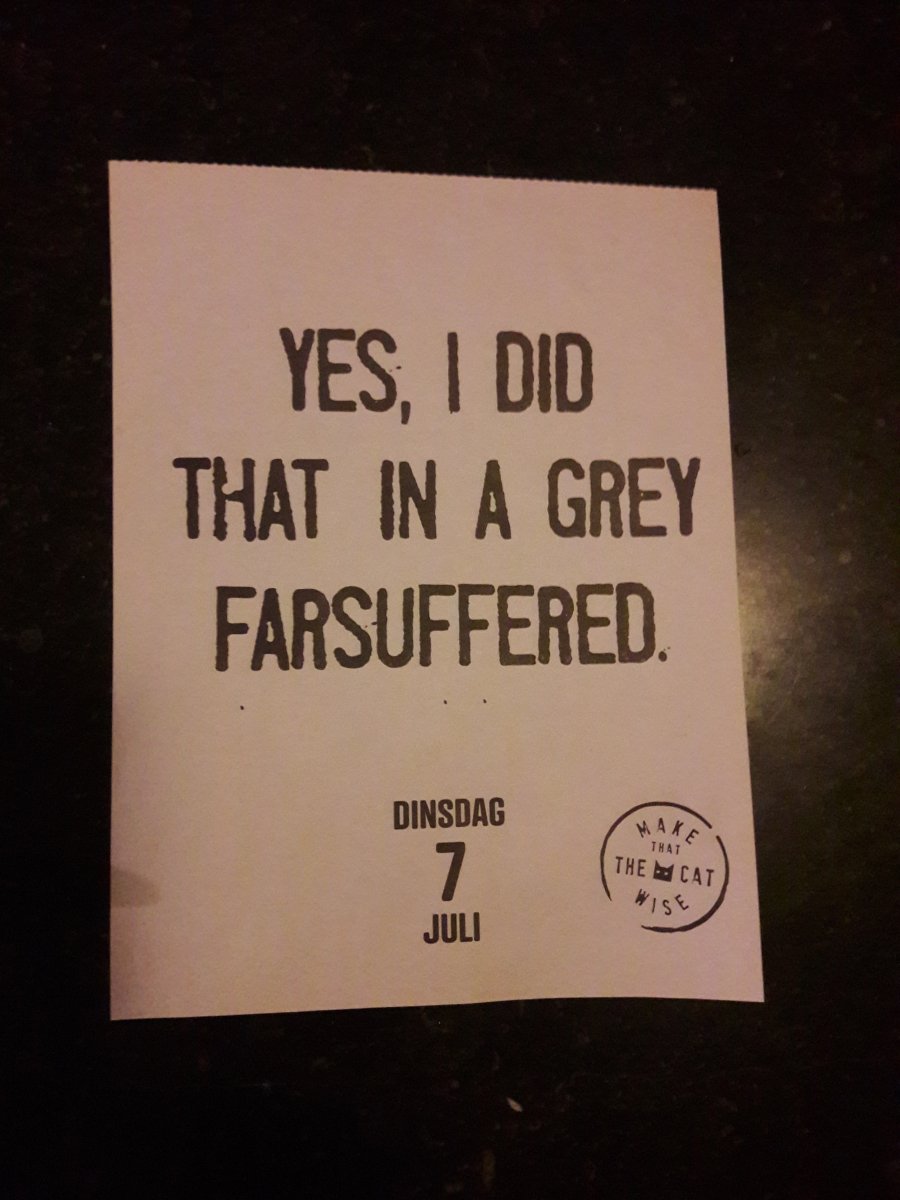 YES, I DID
THAT IN A GREY
FARSUFFERED.
DINSDAG
7
JULI
MAKE
THAT
THE CAT
WISE